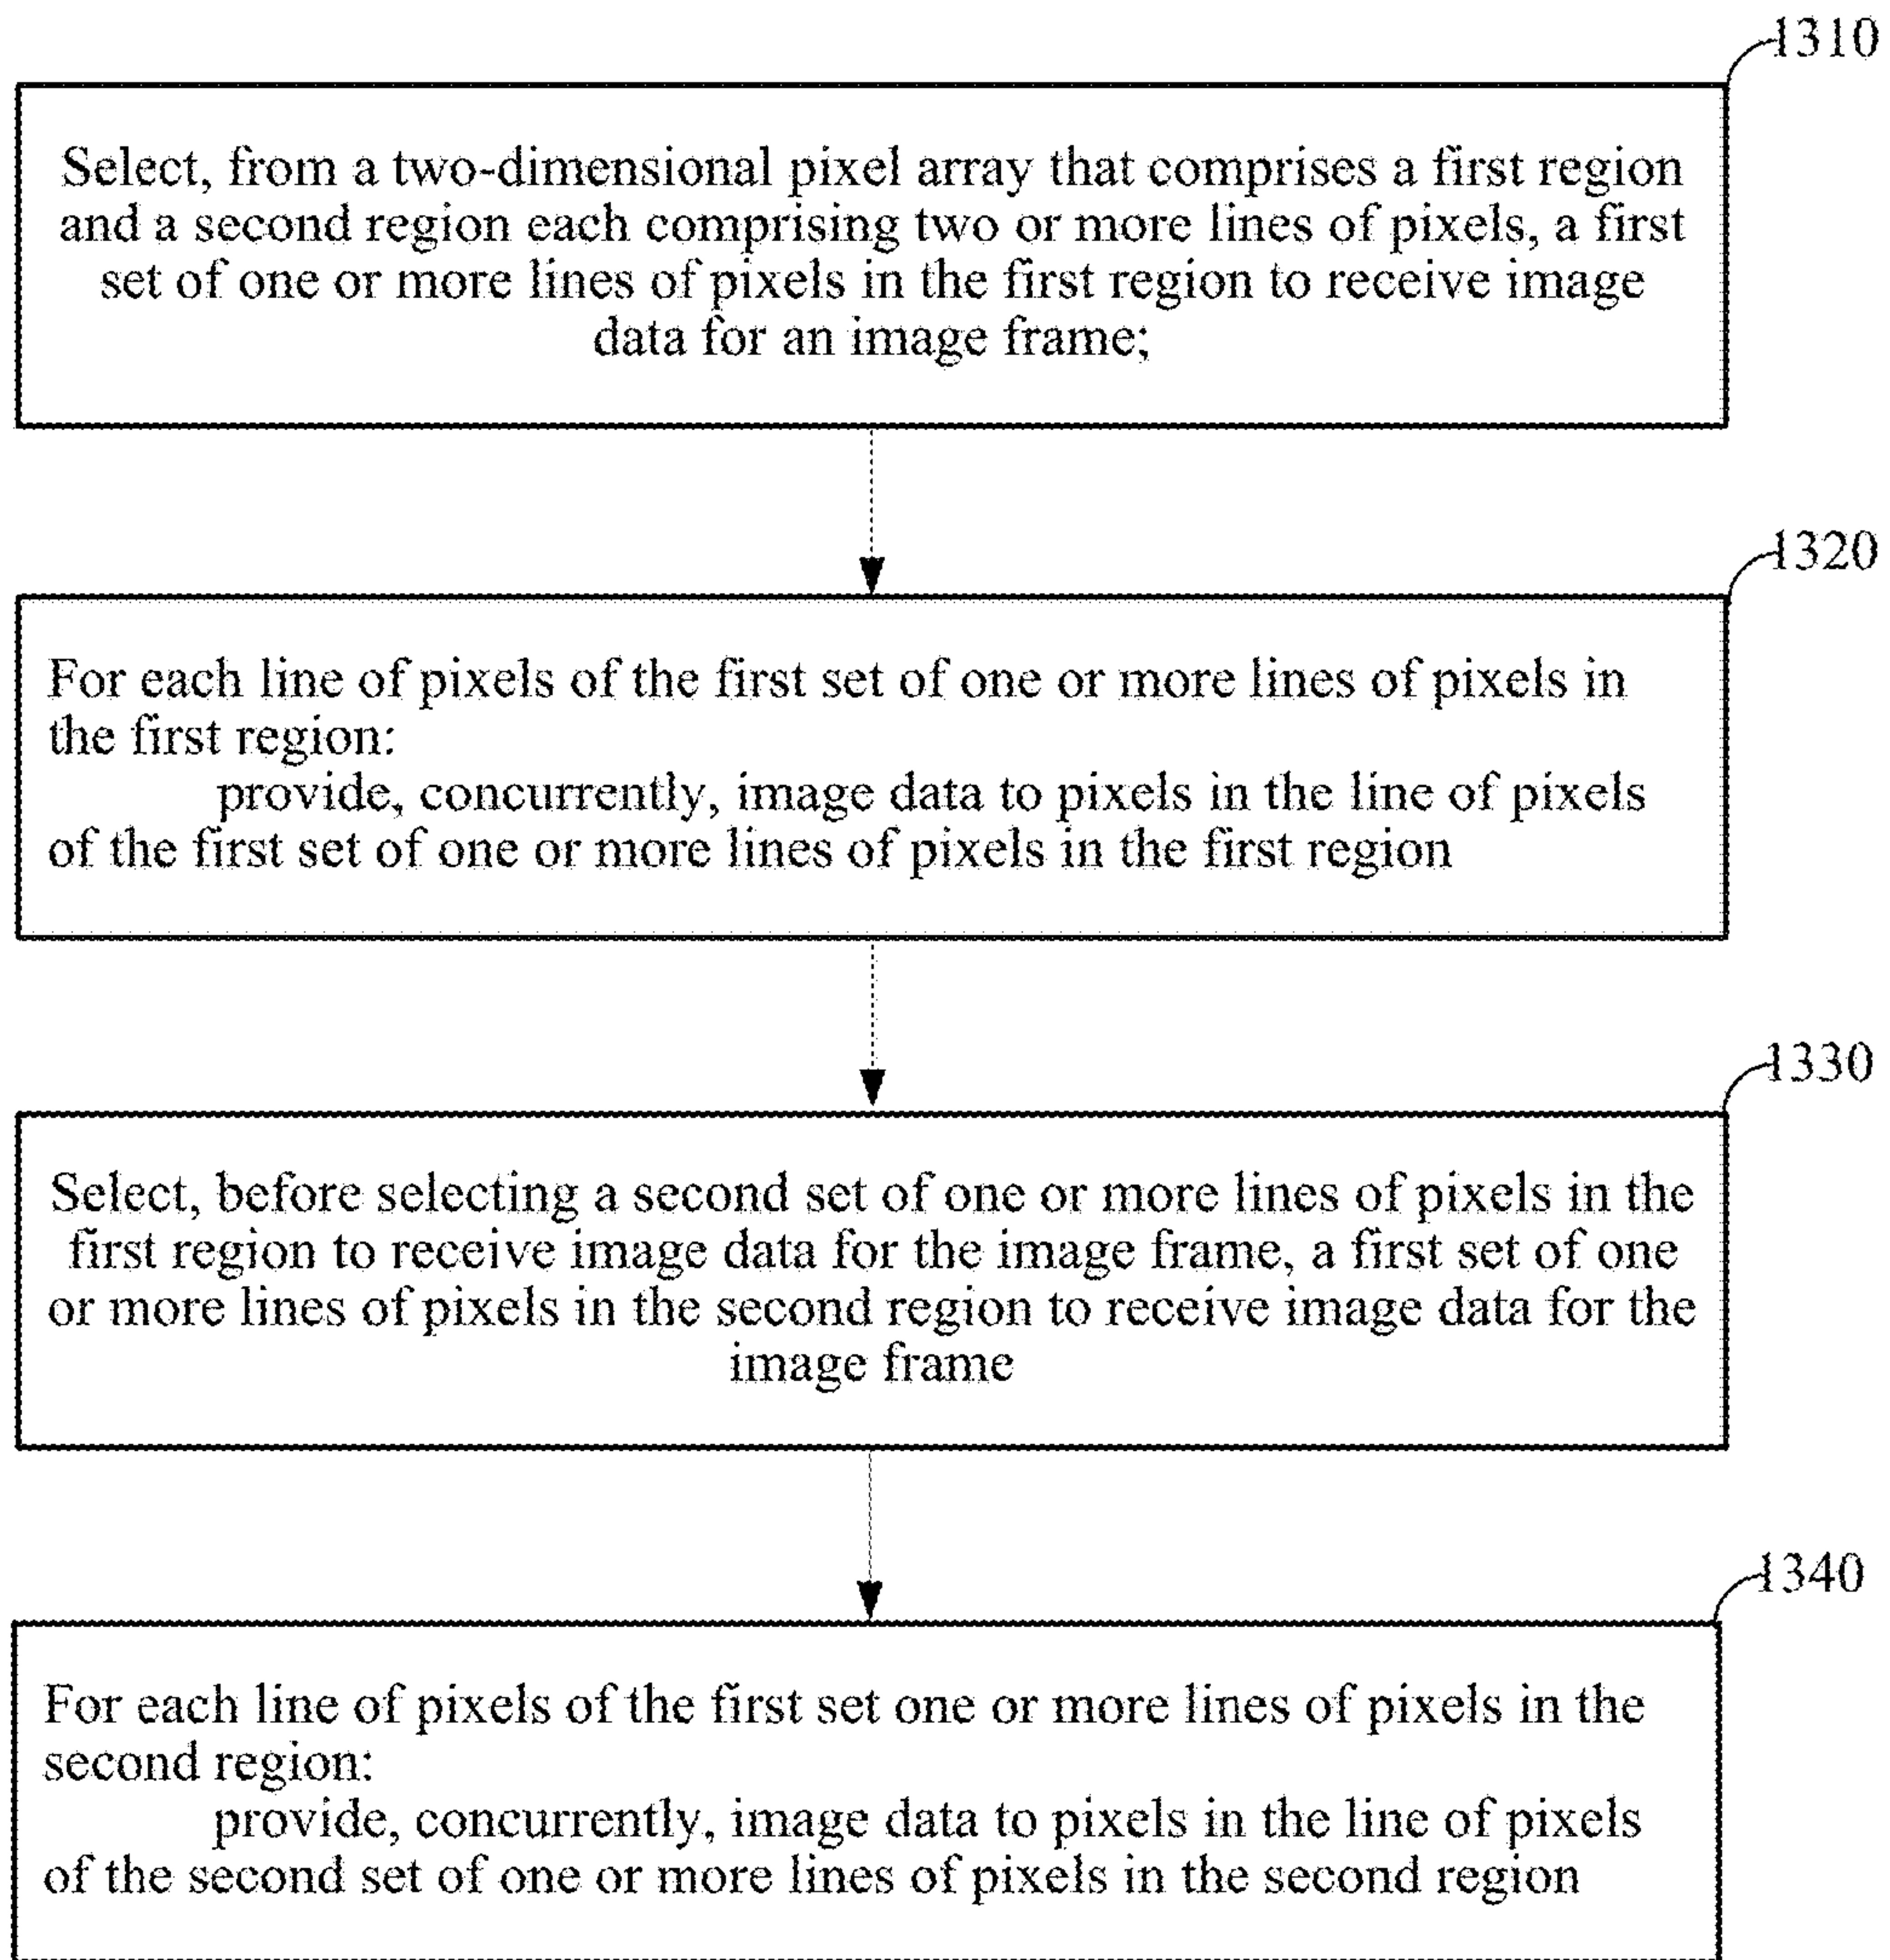 1310
Select, from a two-dimensional pixel array that comprises a first region
and a second region each comprising two or more lines of pixels, a first
set of one or more lines of pixels in the first region to receive image
data for an image frame;
1320
For each line of pixels of the first set of one or more lines of pixels in
the first region:
provide, concurrently, image data to pixels in the line of pixels
of the first set of one or more lines of pixels in the first region
1330
Select, before selecting a second set of one or more lines of pixels in the
first region to receive image data for the image frame, a first set of one
or more lines of pixels in the second region to receive image data for the
image frame
1340
For each line of pixels of the first set one or more lines of pixels in the
second region:
provide, concurrently, image data to pixels in the line of pixels
of the second set of one or more lines of pixels in the second region